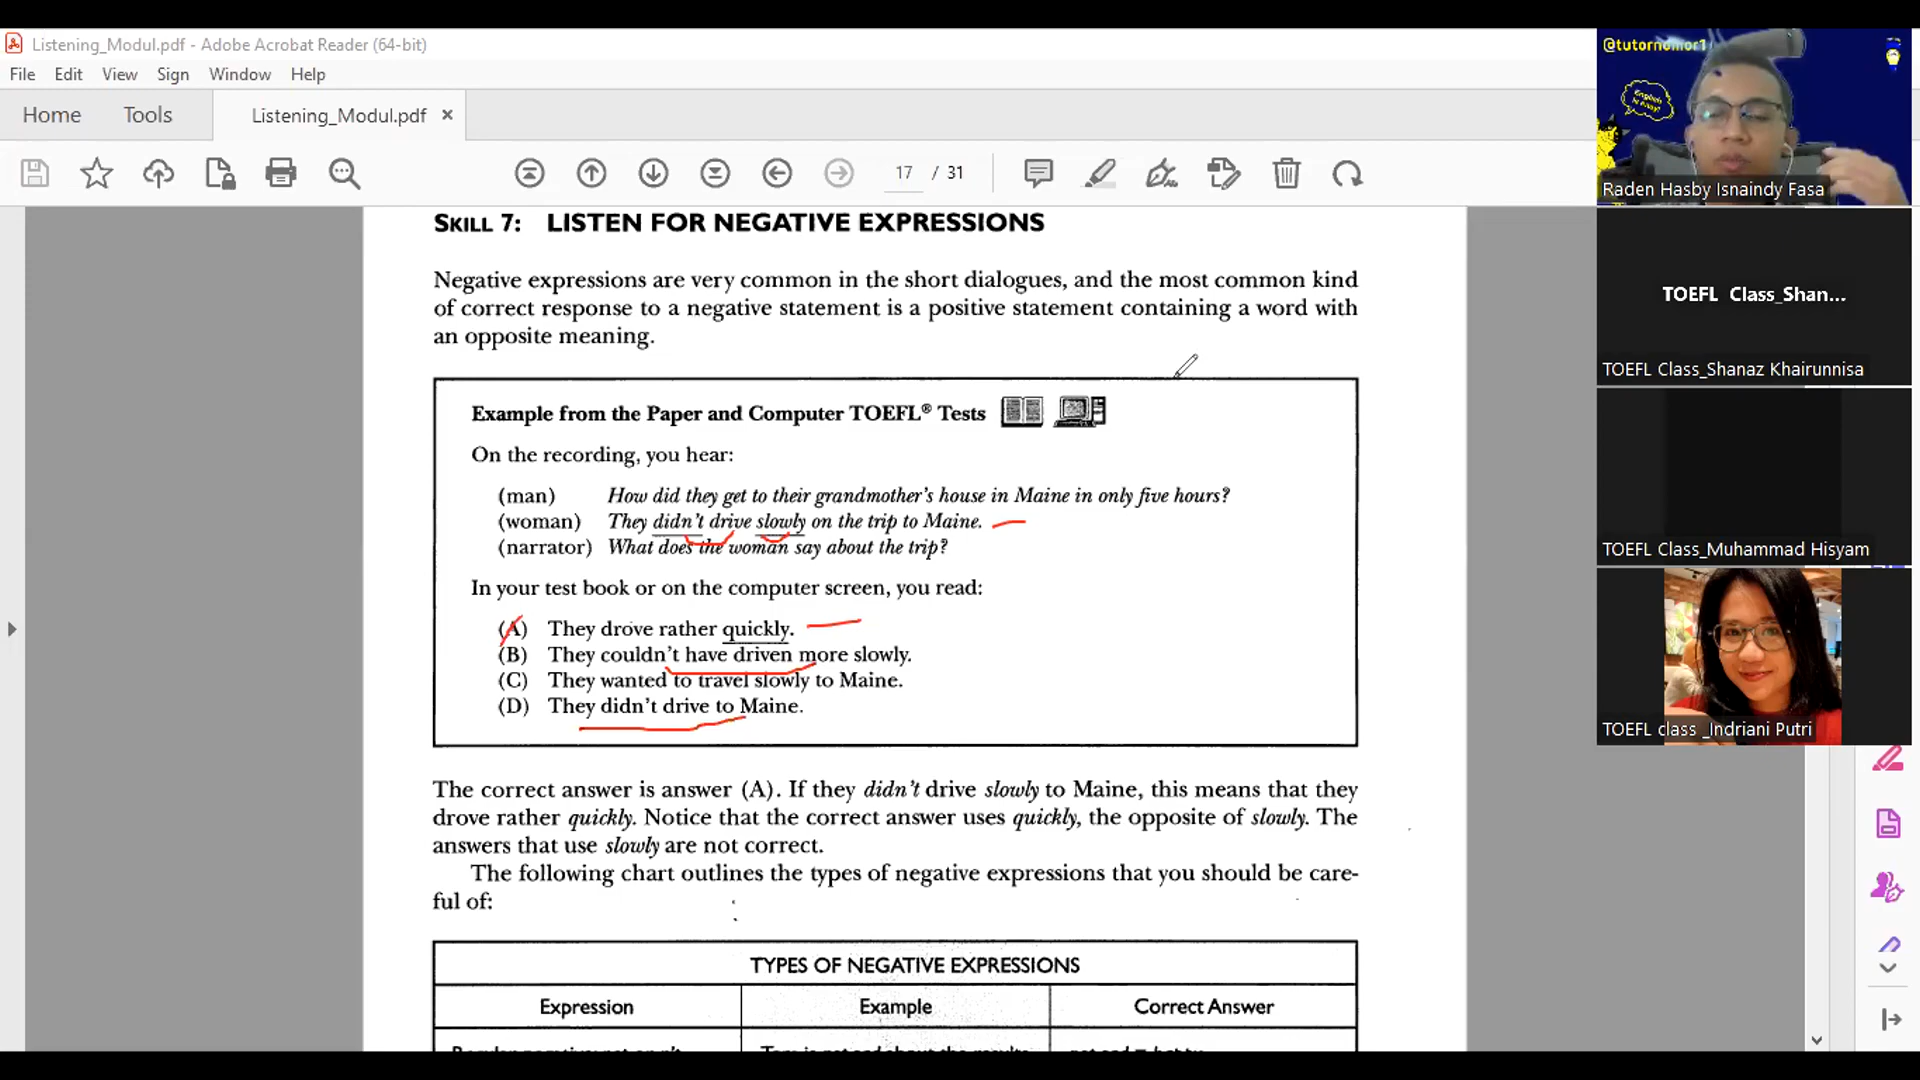 Listening_Modul.pdf - Adobe Acrobat Reader (64-bit)
File Edit View Sign Window Help
Home Tools Listening_Modul.pdf ×
17 / 31
SKILL 7: LISTEN FOR NEGATIVE EXPRESSIONS
Negative expressions are very common in the short dialogues, and the most common kind
of correct response to a negative statement is a positive statement containing a word with
an opposite meaning.
Example from the Paper and Computer TOEFL® Tests
On the recording, you hear:
(man) How did they get to their grandmother's house in Maine in only five hours?
(woman) They didn't drive slowly on the trip to Maine.
(narrator) What does the woman say about the trip?
In your test book or on the computer screen, you read:
(A) They drove rather quickly.
(B) They couldn't have driven more slowly.
(C) They wanted to travel slowly to Maine.
(D) They didn't drive to Maine.
The correct answer is answer (A). If they didn't drive slowly to Maine, this means that they
drove rather quickly. Notice that the correct answer uses quickly, the opposite of slowly. The
answers that use slowly are not correct.
The following chart outlines the types of negative expressions that you should be care-
ful of:
TYPES OF NEGATIVE EXPRESSIONS
Expression Example Correct Answer
@tutornomor1
English is easy!
Raden Hasby Isnaindy Fasa
TOEFL Class_Shan...
TOEFL Class_Shanaz Khairunnisa
TOEFL Class_Muhammad Hisyam
TOEFL class _Indriani Putri